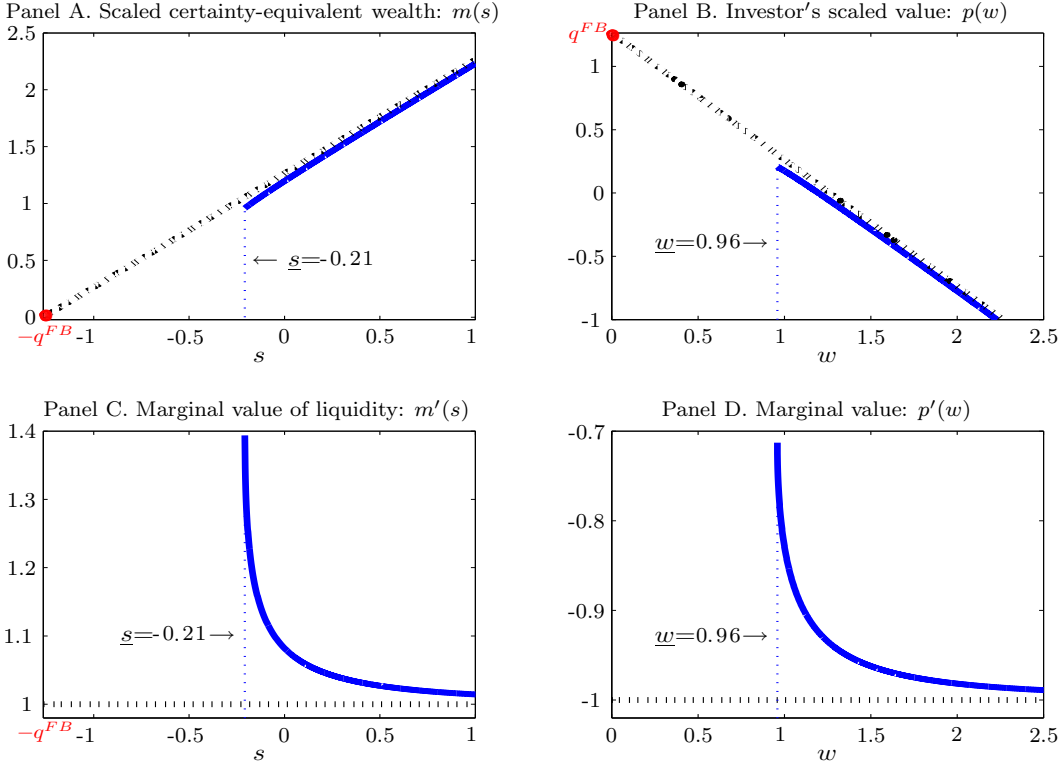 Panel A. Scaled certainty-equivalent wealth: m(s)
2.5
2
1.5
1
0.5
0
← s=-0.21
−q^FB
-1
-0.5
0
0.5
1
s
Panel B. Investor's scaled value: p(w)
q^FB
1
0.5
0
-0.5
-1
w=0.96→
0
0.5
1
1.5
2
2.5
w
Panel C. Marginal value of liquidity: m′(s)
1.4
1.3
1.2
1.1
1
s=-0.21→
−q^FB
-1
-0.5
0
0.5
1
s
Panel D. Marginal value: p′(w)
-0.7
-0.8
-0.9
-1
w=0.96→
0
0.5
1
1.5
2
2.5
w